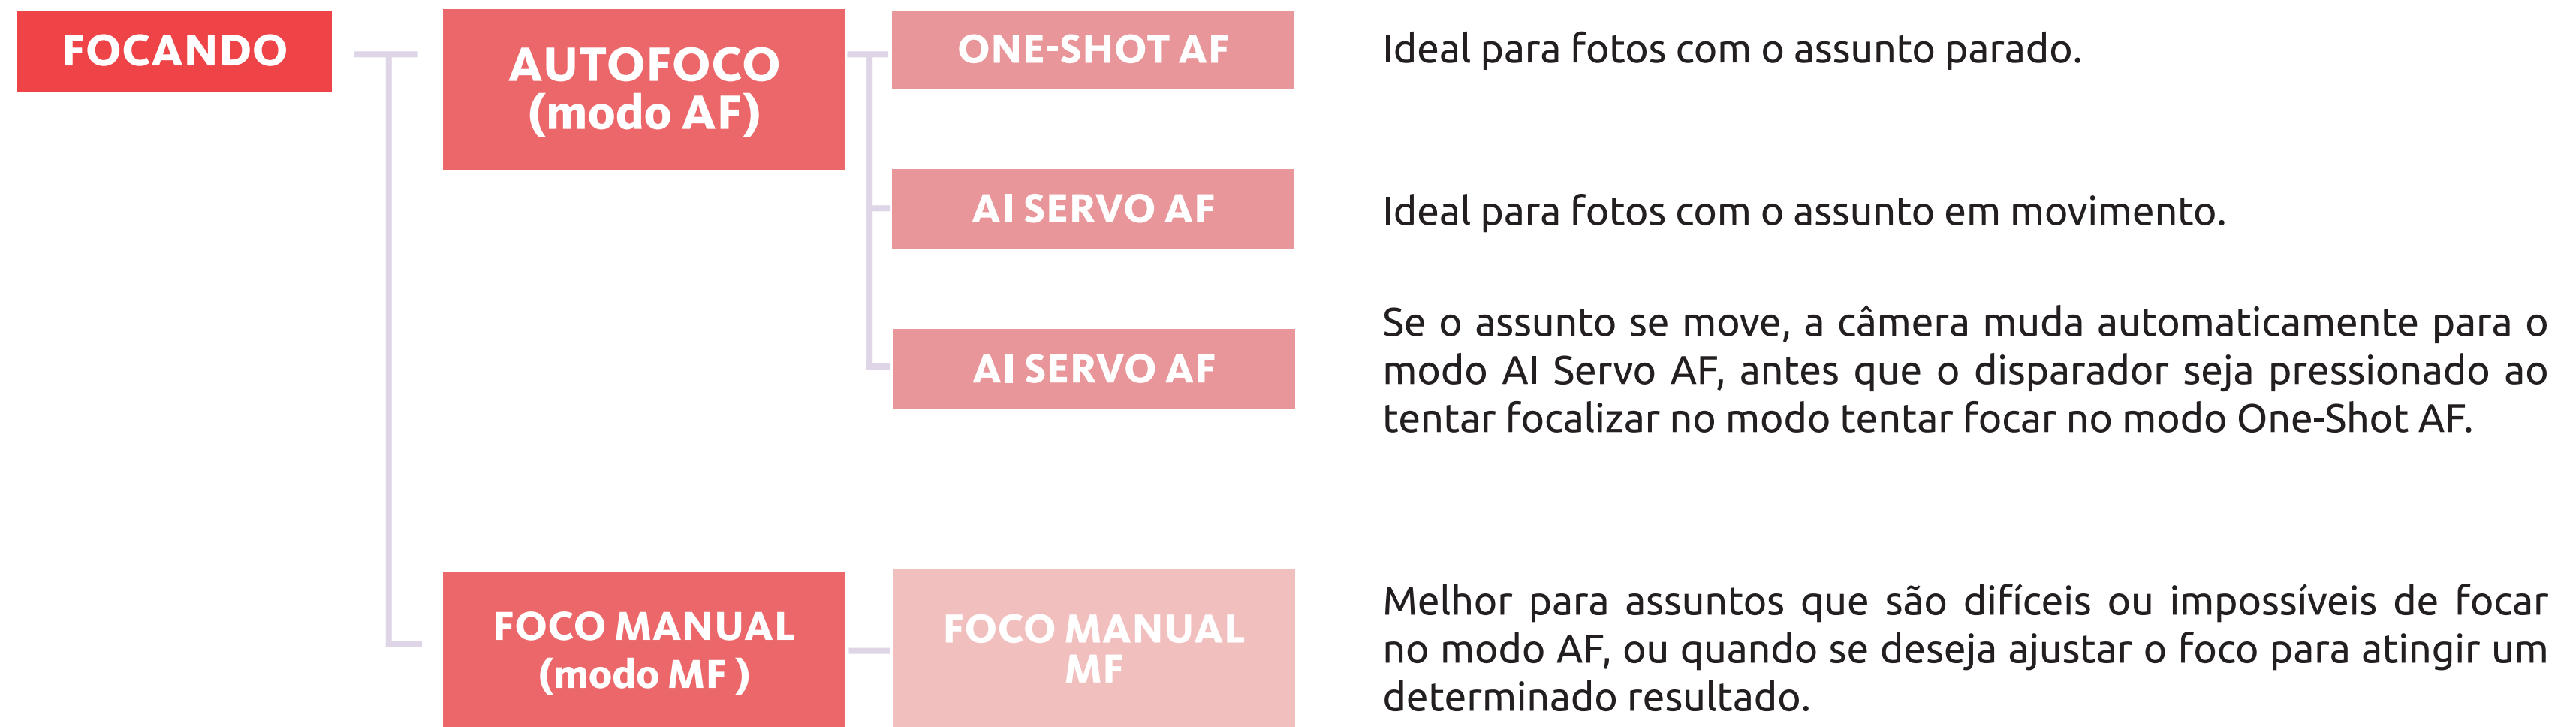 FOCANDO
AUTOFOCO
(modo AF)
ONE-SHOT AF
Ideal para fotos com o assunto parado.
AI SERVO AF
Ideal para fotos com o assunto em movimento.
AI SERVO AF
Se o assunto se move, a câmera muda automaticamente para o
modo AI Servo AF, antes que o disparador seja pressionado ao
tentar focalizar no modo tentar focar no modo One-Shot AF.
FOCO MANUAL
(modo MF )
FOCO MANUAL
MF
Melhor para assuntos que são difíceis ou impossíveis de focar
no modo AF, ou quando se deseja ajustar o foco para atingir um
determinado resultado.